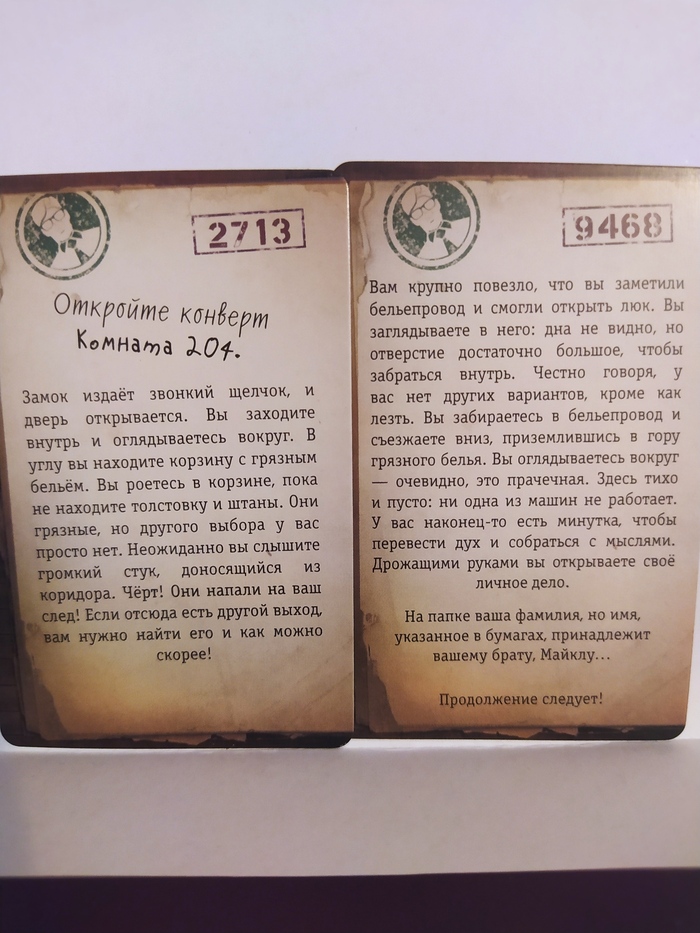 2713
Откройте конверт
Комната 204.
Замок издаёт звонкий щелчок, и
дверь открывается. Вы заходите
внутрь и оглядываетесь вокруг. В
углу вы находите корзину с грязным
бельём. Вы роетесь в корзине, пока
не находите толстовку и штаны. Они
грязные, но другого выбора у вас
просто нет. Неожиданно вы слышите
громкий стук, доносящийся из
коридора. Чёрт! Они напали на ваш
след! Если отсюда есть другой выход,
вам нужно найти его и как можно
скорее!
9468
Вам крупно повезло, что вы заметили
бельепровод и смогли открыть люк. Вы
заглядываете в него: дна не видно, но
отверстие достаточно большое, чтобы
забраться внутрь. Честно говоря, у
вас нет других вариантов, кроме как
лезть. Вы забираетесь в бельепровод и
съезжаете вниз, приземлившись в гору
грязного белья. Вы оглядываетесь вокруг
— очевидно, это прачечная. Здесь тихо
и пусто: ни одна из машин не работает.
У вас наконец-то есть минутка, чтобы
перевести дух и собраться с мыслями.
Дрожащими руками вы открываете своё
личное дело.
На папке ваша фамилия, но имя,
указанное в бумагах, принадлежит
вашему брату, Майклу...
Продолжение следует!